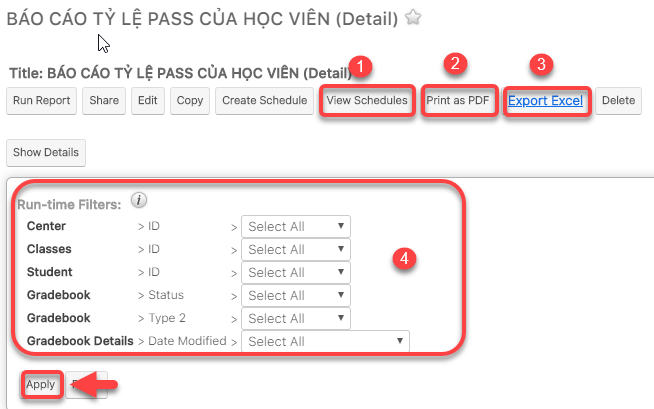 BÁO CÁO TỶ LỆ PASS CỦA HỌC VIÊN (Detail)
Title: BÁO CÁO TỶ LỆ PASS CỦA HỌC VIÊN (Detail)
1 2 3
Run Report Share Edit Copy Create Schedule View Schedules Print as PDF Export Excel Delete
Show Details
Run-time Filters: i
Center > ID > Select All
Classes > ID > Select All
Student > ID > Select All
4
Gradebook > Status > Select All
Gradebook > Type 2 > Select All
Gradebook Details > Date Modified > Select All
Apply